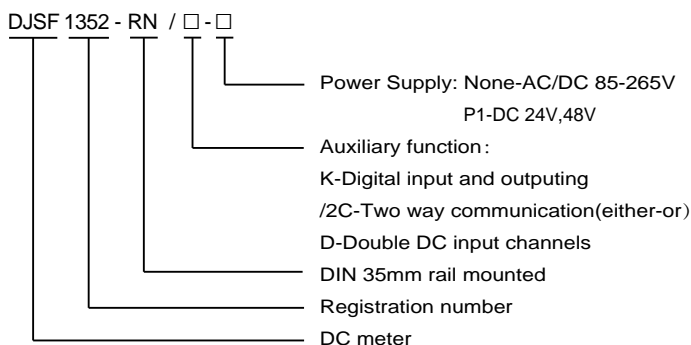 DJSF 1352 - RN / □ - □
Power Supply: None-AC/DC 85-265V
P1-DC 24V,48V
Auxiliary function：
K-Digital input and outputing
/2C-Two way communication(either-or）
D-Double DC input channels
DIN 35mm rail mounted
Registration number
DC meter